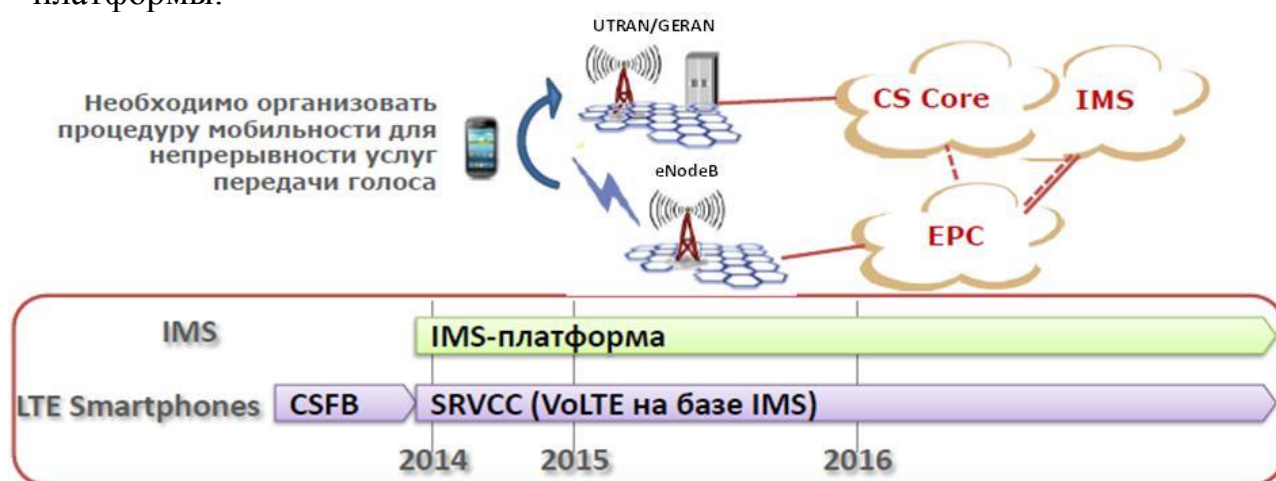 платформы.
UTRAN/GERAN
Необходимо организовать
процедуру мобильности для
непрерывности услуг
передачи голоса
CS Core
IMS
eNodeB
EPC
IMS
IMS-платформа
LTE Smartphones
CSFB
SRVCC (VoLTE на базе IMS)
2014
2015
2016